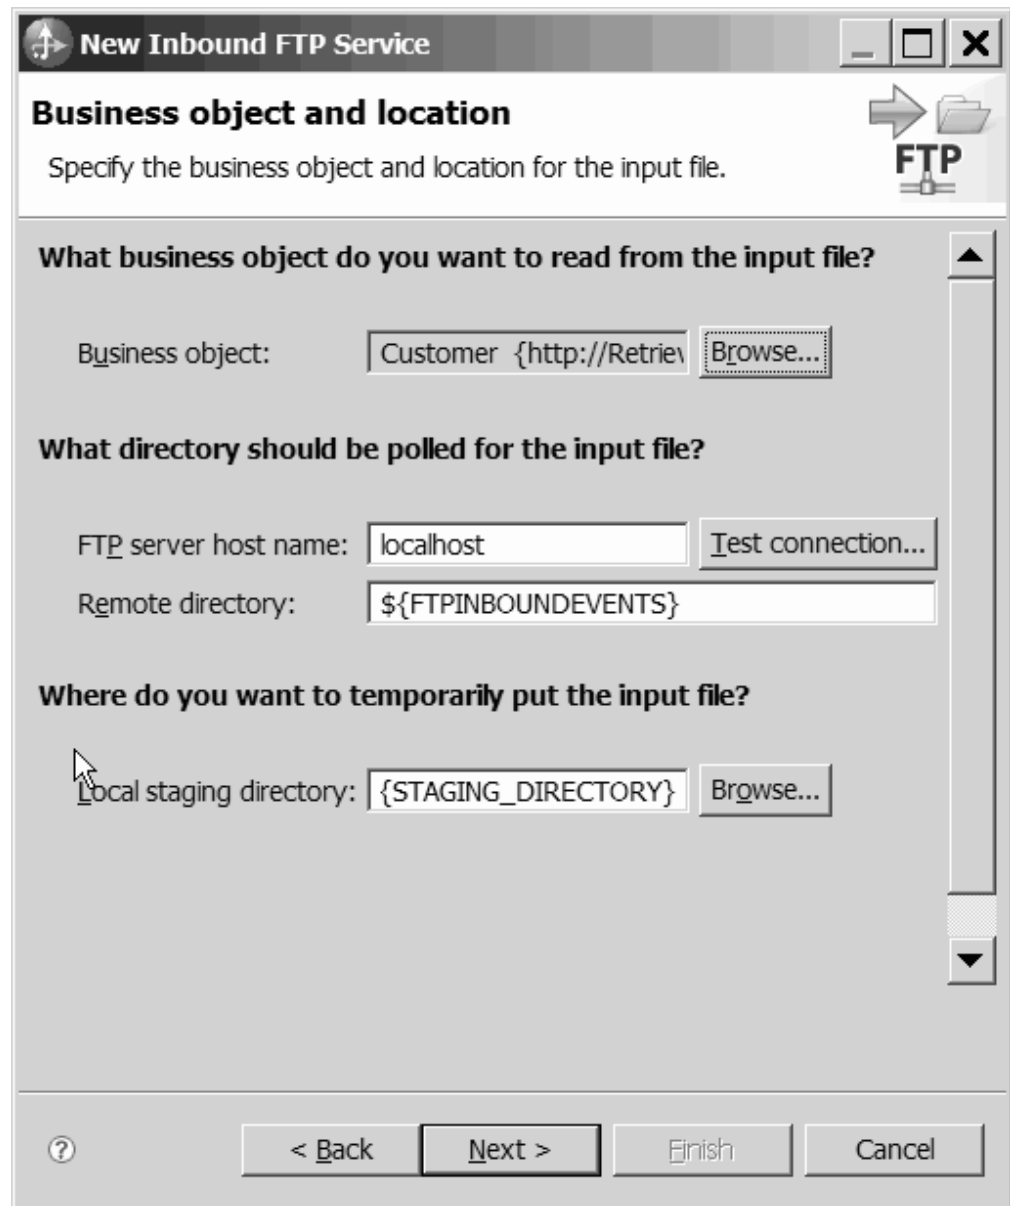 New Inbound FTP Service
Business object and location
Specify the business object and location for the input file.
FTP
What business object do you want to read from the input file?
Business object: Customer {http://Retriev Browse...
What directory should be polled for the input file?
FTP server host name: localhost Test connection...
Remote directory: ${FTPINBOUNDEVENTS}
Where do you want to temporarily put the input file?
Local staging directory: {STAGING_DIRECTORY} Browse...
? < Back Next > Finish Cancel